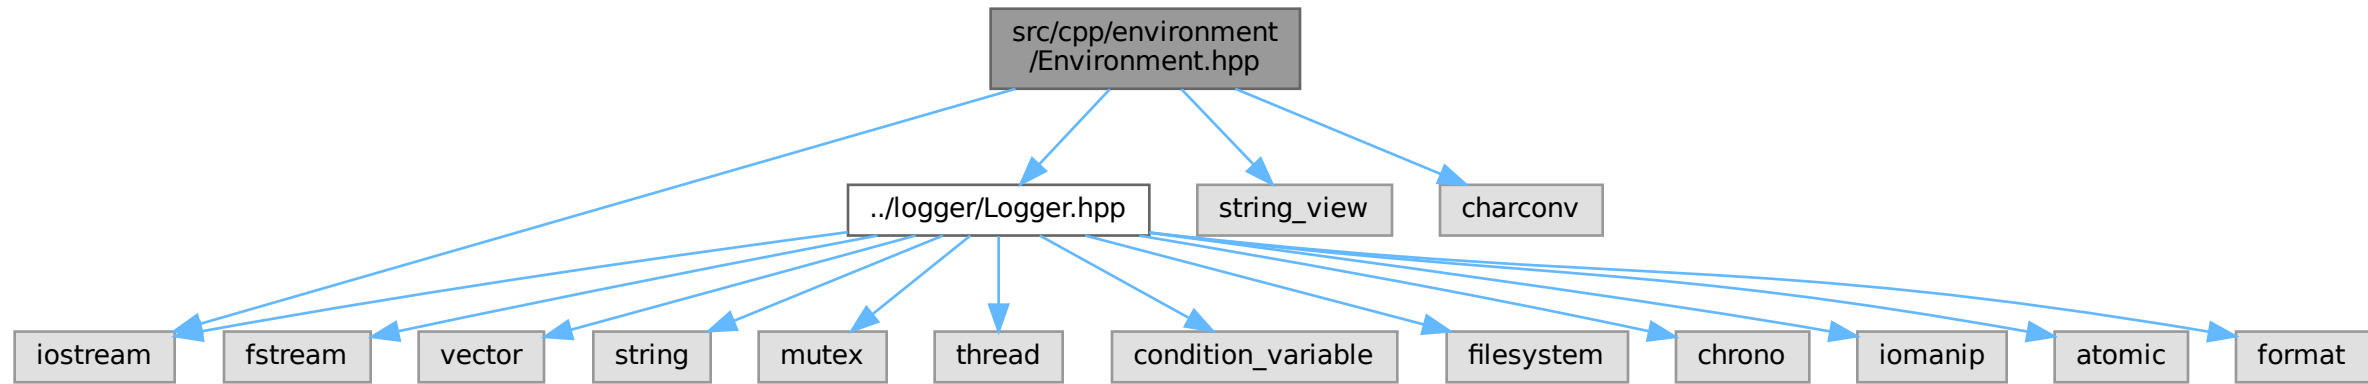 src/cpp/environment
/Environment.hpp
../logger/Logger.hpp
string_view
charconv
iostream
fstream
vector
string
mutex
thread
condition_variable
filesystem
chrono
iomanip
atomic
format